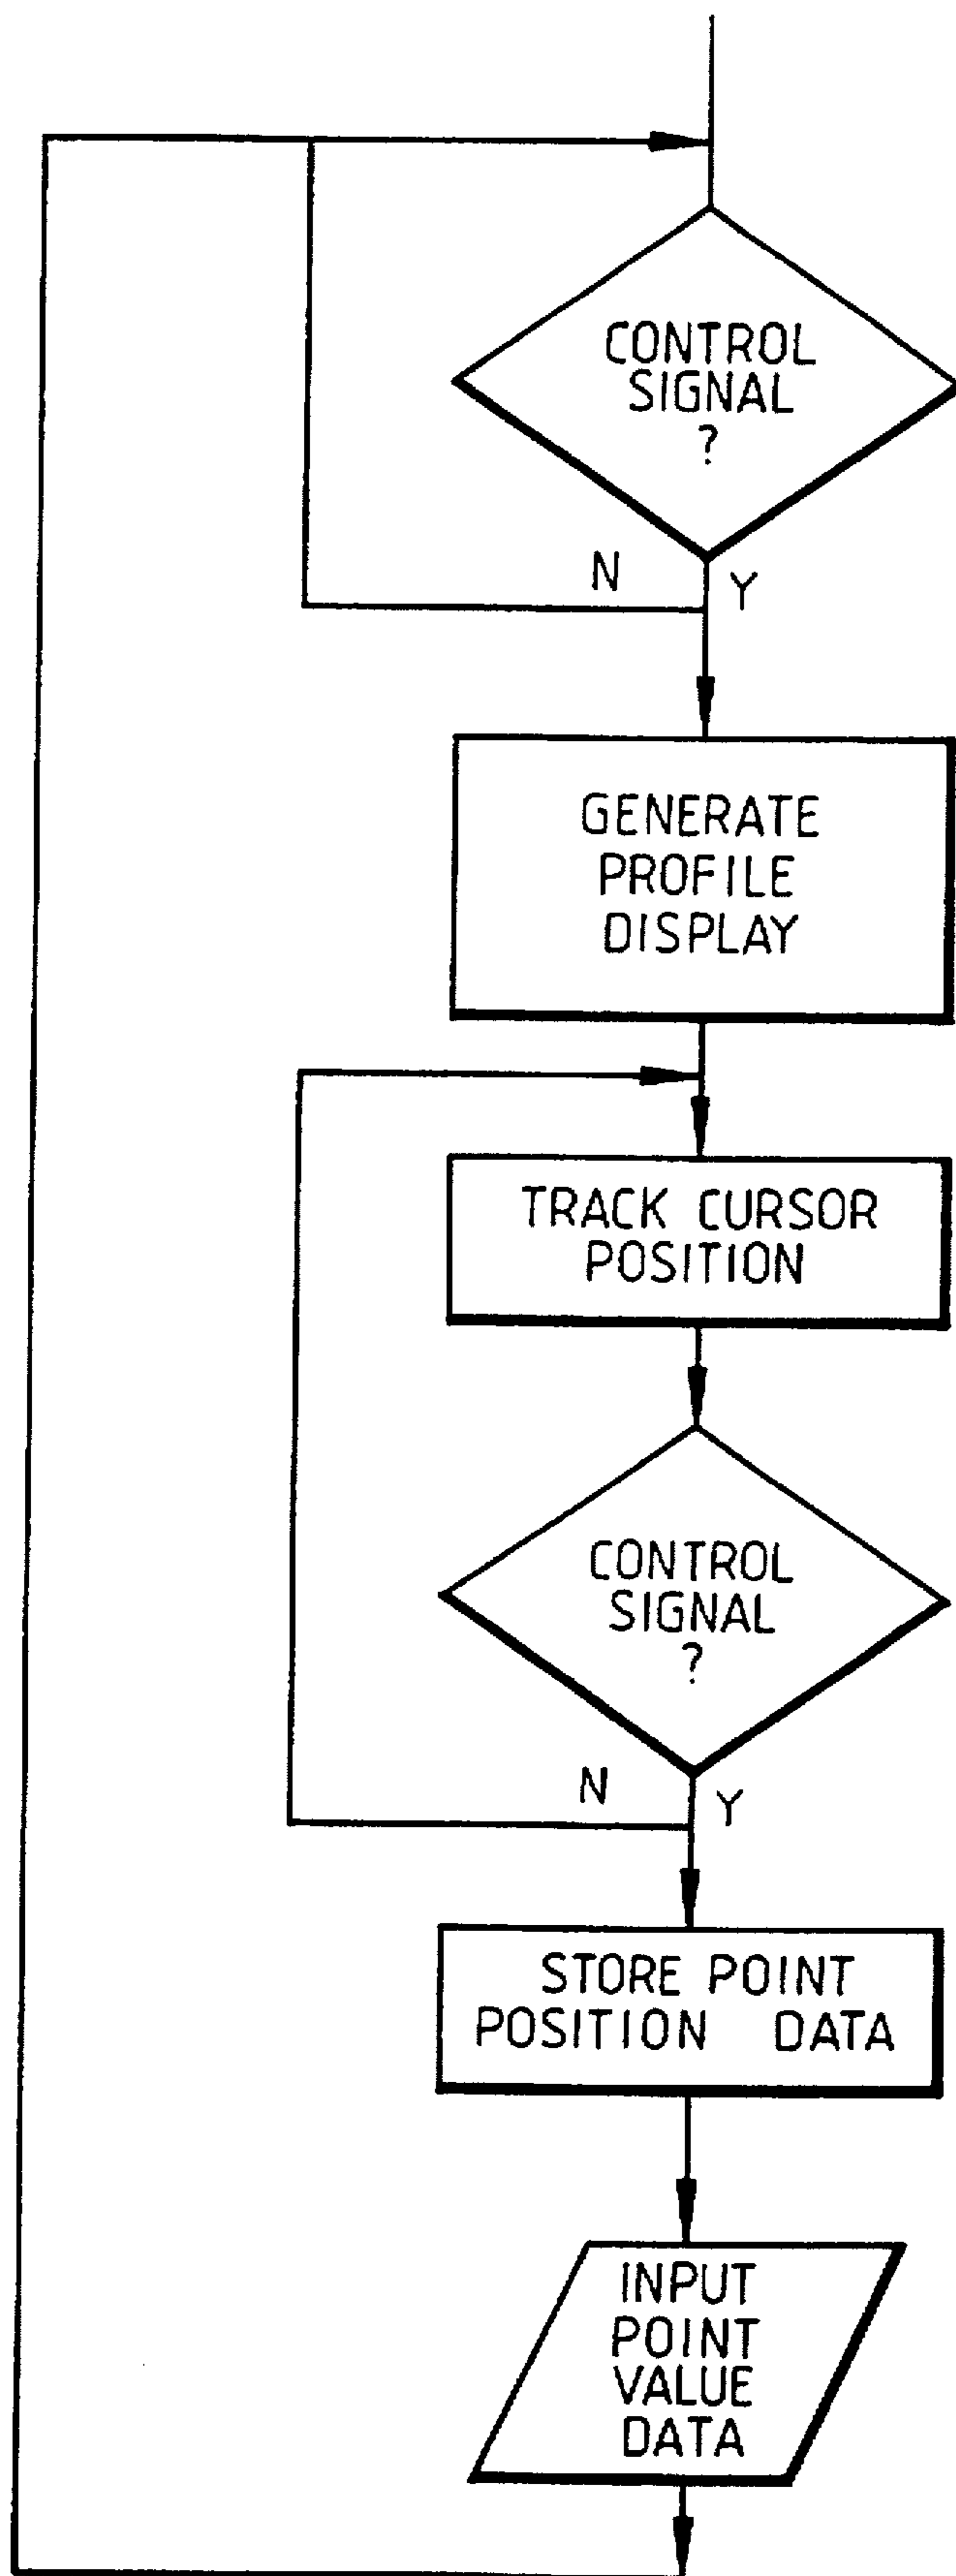 CONTROL
SIGNAL
?
N
Y
GENERATE
PROFILE
DISPLAY
TRACK CURSOR
POSITION
CONTROL
SIGNAL
?
N
Y
STORE POINT
POSITION DATA
INPUT
POINT
VALUE
DATA